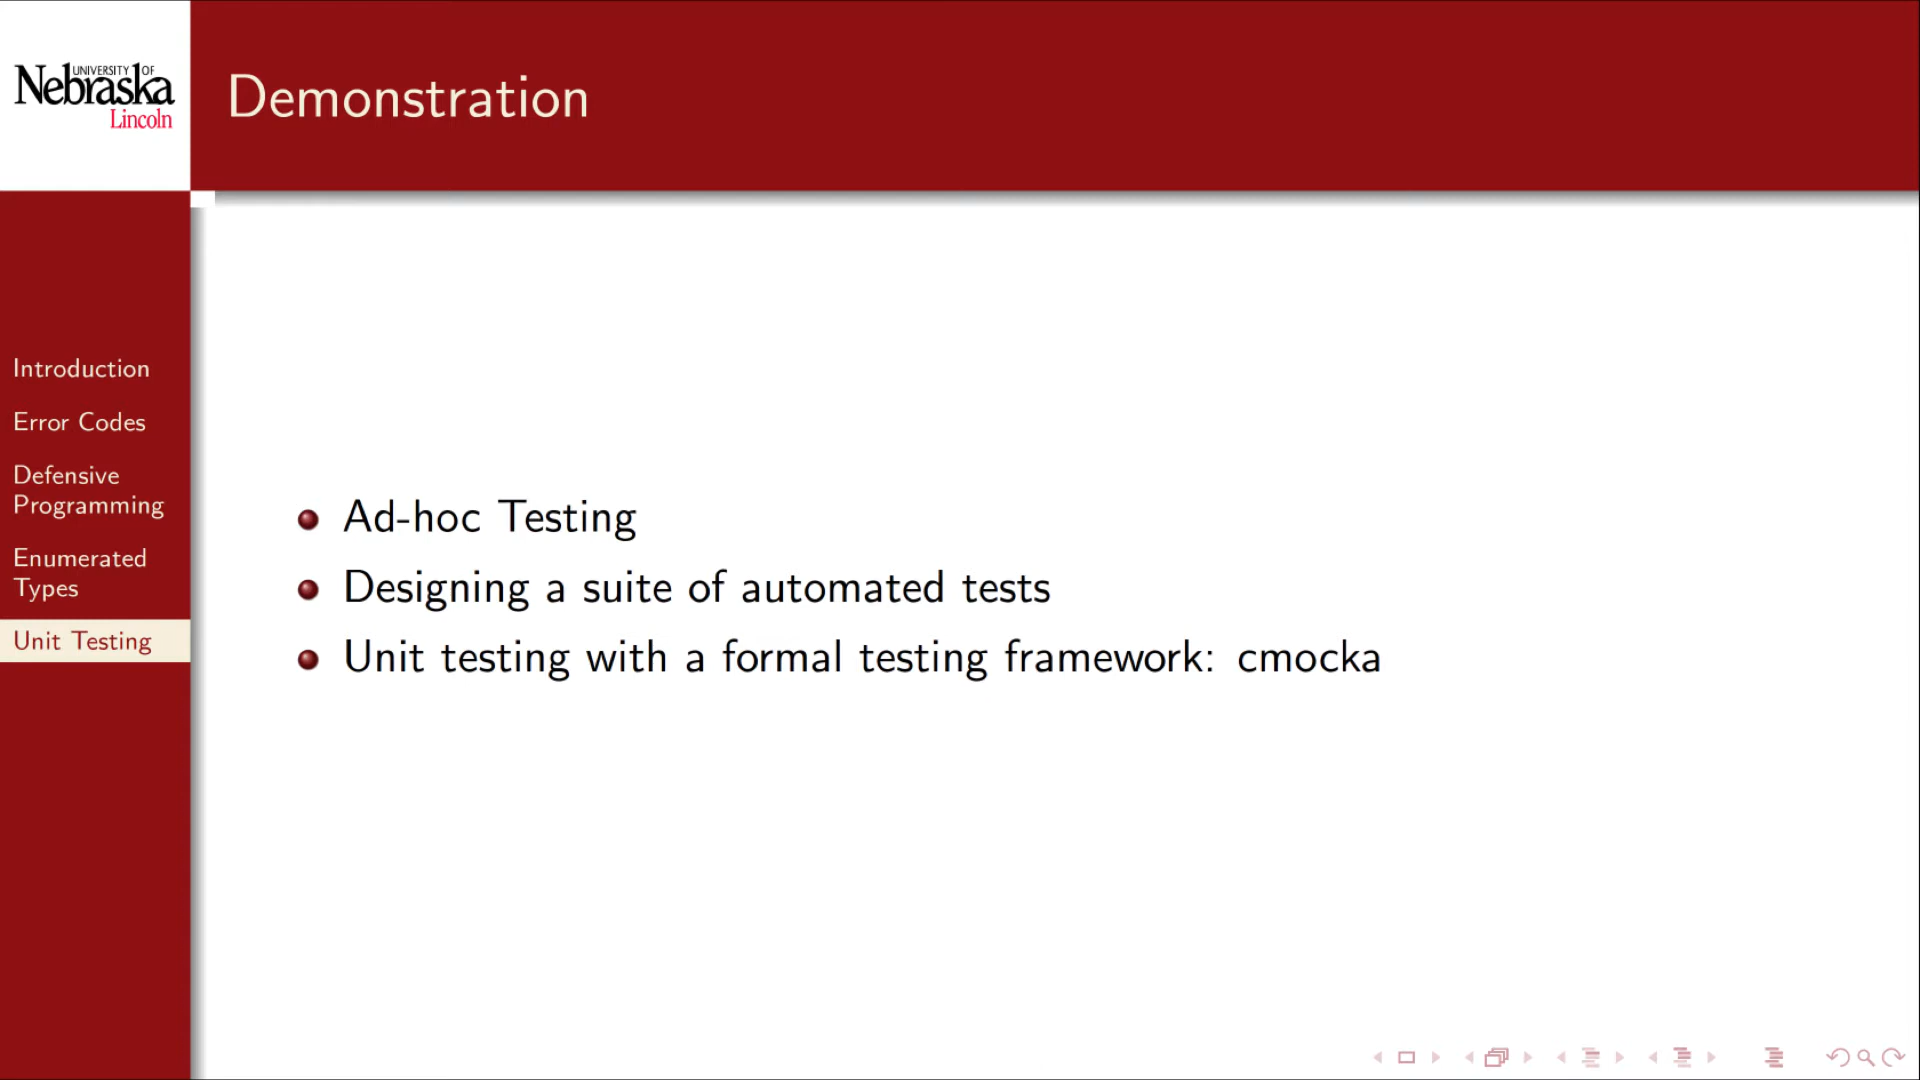 UNIVERSITY OF
Nebraska
Lincoln
Demonstration
Introduction
Error Codes
Defensive
Programming
Enumerated
Types
Unit Testing
Ad-hoc Testing
Designing a suite of automated tests
Unit testing with a formal testing framework: cmocka